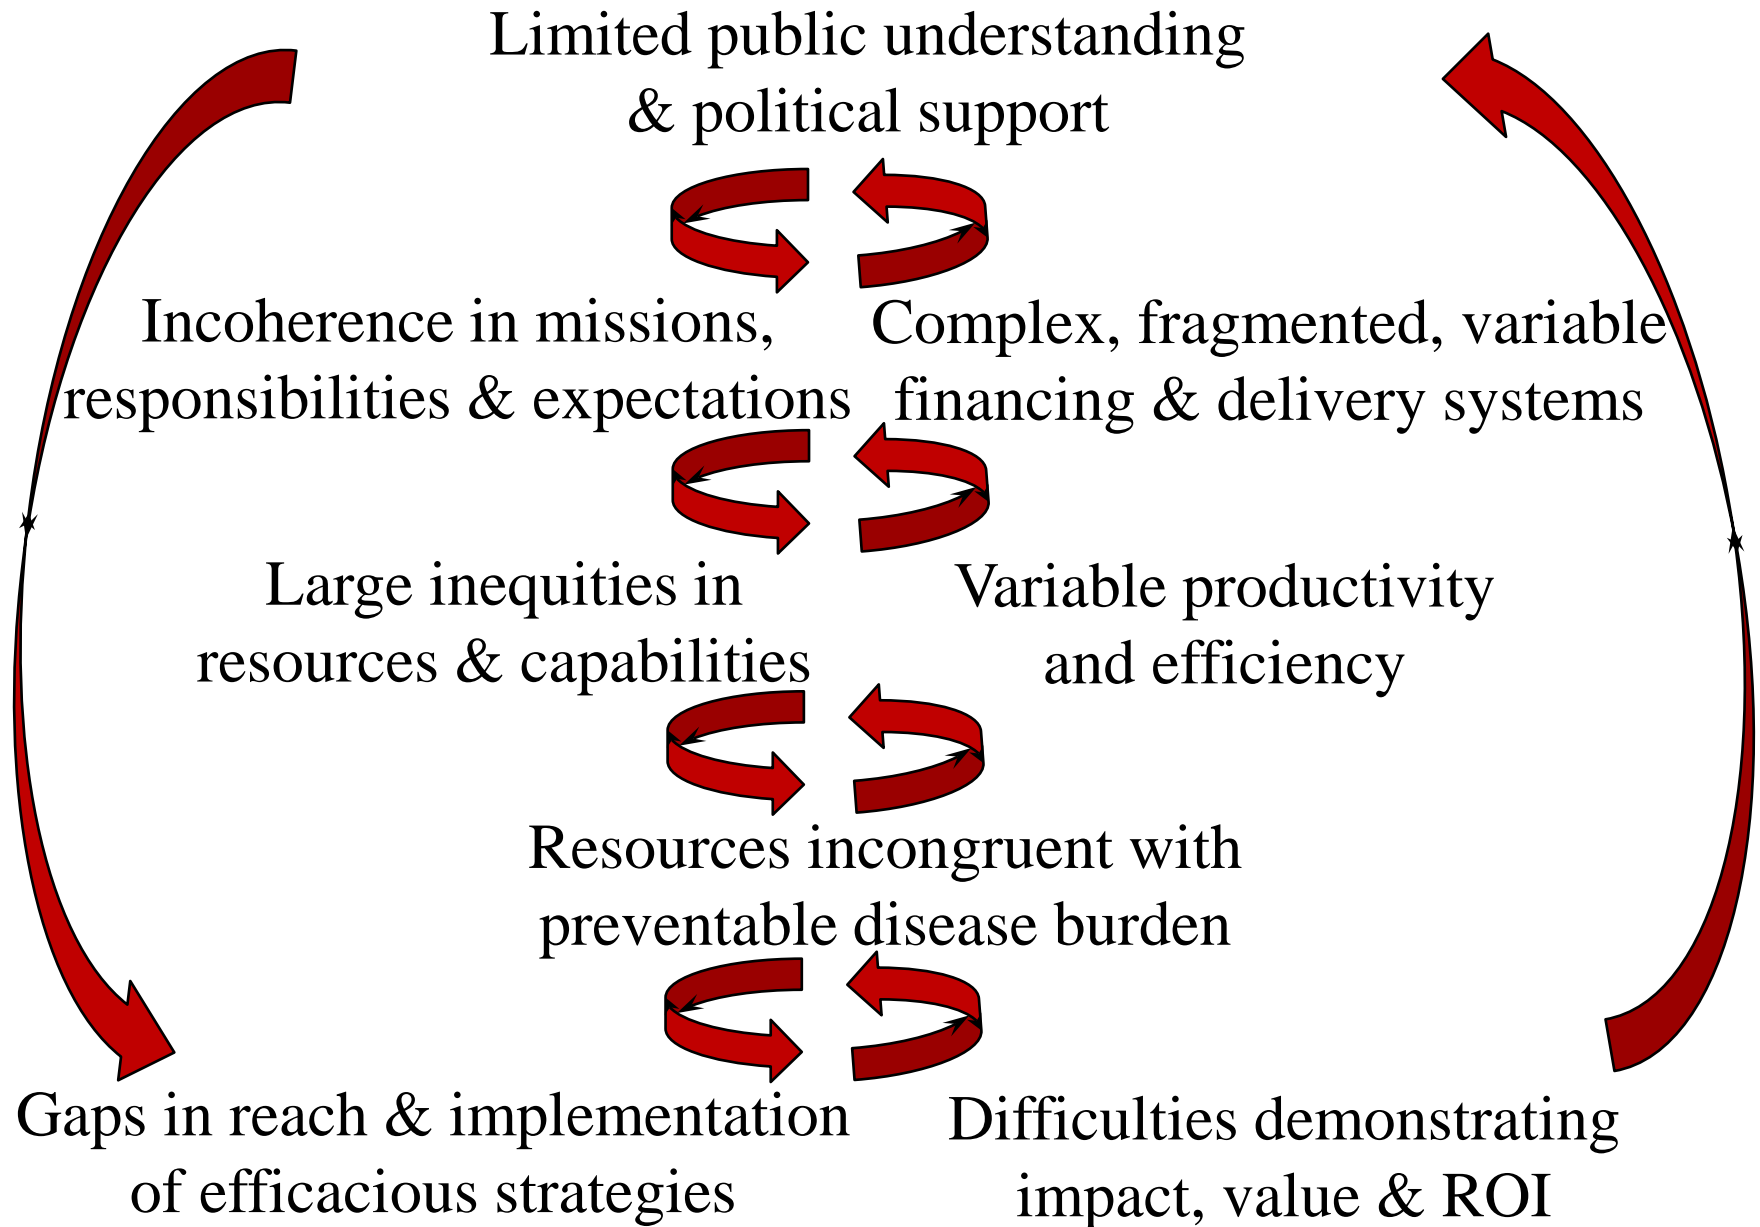 Limited public understanding
& political support
Incoherence in missions,
responsibilities & expectations
Complex, fragmented, variable
financing & delivery systems
Large inequities in
resources & capabilities
Variable productivity
and efficiency
Resources incongruent with
preventable disease burden
Gaps in reach & implementation
of efficacious strategies
Difficulties demonstrating
impact, value & ROI